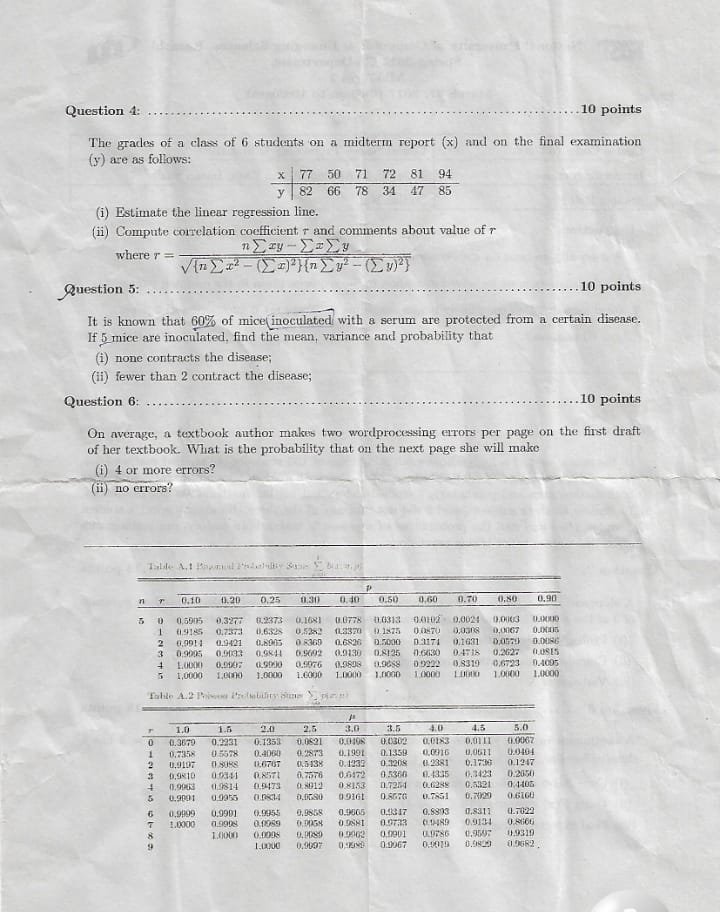 Question 4: ..........10 points
The grades of a class of 6 students on a midterm report (x) and on the final examination
(y) are as follows:
x 77 50 71 72 81 94
y 82 66 78 34 47 85
(i) Estimate the linear regression line.
(ii) Compute correlation coefficient r and comments about value of r
where r = n∑xy − ∑x∑y / √{n∑x² − (∑x)²}{n∑y² − (∑y)²}
Question 5: ..........10 points
It is known that 60% of mice inoculated with a serum are protected from a certain disease.
If 5 mice are inoculated, find the mean, variance and probability that
(i) none contracts the disease;
(ii) fewer than 2 contract the disease;
Question 6: ..........10 points
On average, a textbook author makes two wordprocessing errors per page on the first draft
of her textbook. What is the probability that on the next page she will make
(i) 4 or more errors?
(ii) no errors?
Table A.1 Binomial Probability Sums
p
n r 0.10 0.20 0.25 0.30 0.40 0.50 0.60 0.70 0.80 0.90
5 0 0.5905 0.3277 0.2373 0.1681 0.0778 0.0313 0.0102 0.0024 0.0003 0.0000
1 0.9185 0.7373 0.6328 0.5282 0.3370 0.1875 0.0870 0.0308 0.0067 0.0005
2 0.9914 0.9421 0.8965 0.8369 0.6826 0.5000 0.3174 0.1631 0.0579 0.0086
3 0.9995 0.9933 0.9844 0.9692 0.9130 0.8125 0.6630 0.4718 0.2627 0.0815
4 1.0000 0.9997 0.9990 0.9976 0.9898 0.9688 0.9222 0.8319 0.6723 0.4095
5 1.0000 1.0000 1.0000 1.0000 1.0000 1.0000 1.0000 1.0000 1.0000 1.0000
Table A.2 Poisson Probability Sums
μ
r 1.0 1.5 2.0 2.5 3.0 3.5 4.0 4.5 5.0
0 0.3679 0.2231 0.1353 0.0821 0.0498 0.0302 0.0183 0.0111 0.0067
1 0.7358 0.5578 0.4060 0.2873 0.1991 0.1359 0.0916 0.0611 0.0404
2 0.9197 0.8088 0.6767 0.5438 0.4232 0.3208 0.2381 0.1736 0.1247
3 0.9810 0.9344 0.8571 0.7576 0.6472 0.5366 0.4335 0.3423 0.2650
4 0.9963 0.9814 0.9473 0.8912 0.8153 0.7254 0.6288 0.5321 0.4405
5 0.9994 0.9955 0.9834 0.9580 0.9161 0.8576 0.7851 0.7029 0.6160
6 0.9999 0.9991 0.9955 0.9858 0.9665 0.9347 0.8893 0.8311 0.7622
7 1.0000 0.9998 0.9989 0.9958 0.9881 0.9733 0.9489 0.9134 0.8666
8 1.0000 0.9998 0.9989 0.9962 0.9901 0.9786 0.9597 0.9319
9 1.0000 0.9997 0.9989 0.9967 0.9919 0.9829 0.9682